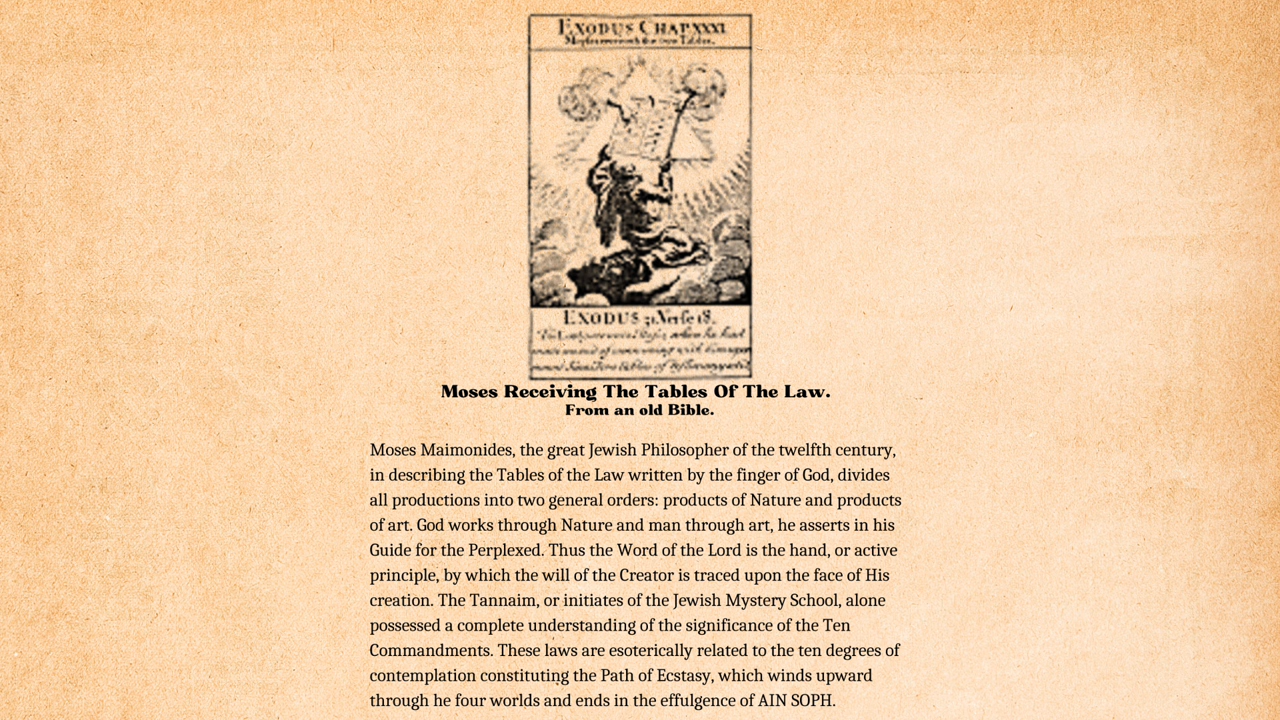 EXODUS CHAP XXXI
EXODUS 31 Verse 18.
Moses Receiving The Tables Of The Law.
From an old Bible.
Moses Maimonides, the great Jewish Philosopher of the twelfth century,
in describing the Tables of the Law written by the finger of God, divides
all productions into two general orders: products of Nature and products
of art. God works through Nature and man through art, he asserts in his
Guide for the Perplexed. Thus the Word of the Lord is the hand, or active
principle, by which the will of the Creator is traced upon the face of His
creation. The Tannaim, or initiates of the Jewish Mystery School, alone
possessed a complete understanding of the significance of the Ten
Commandments. These laws are esoterically related to the ten degrees of
contemplation constituting the Path of Ecstasy, which winds upward
through he four worlds and ends in the effulgence of AIN SOPH.